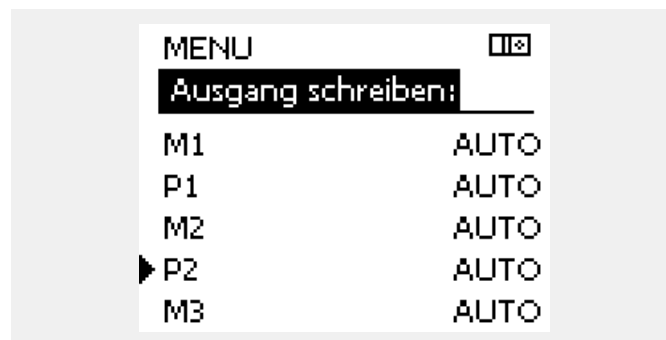 MENU
Ausgang schreiben:
M1 AUTO
P1 AUTO
M2 AUTO
P2 AUTO
M3 AUTO